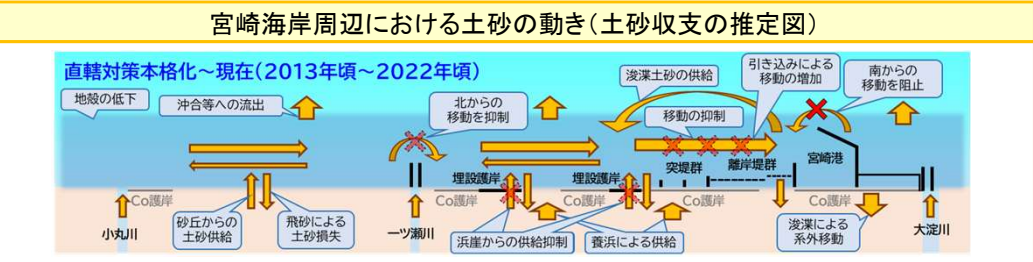 宮崎海岸周辺における土砂の動き（土砂収支の推定図）
直轄対策本格化～現在（2013年頃～2022年頃）
地殻の低下
沖合等への流出
北からの
移動を抑制
浚渫土砂の供給
引き込みによる
移動の増加
南からの
移動を阻止
移動の抑制
突堤群
離岸堤群
宮崎港
埋設護岸
埋設護岸
Co護岸
Co護岸
Co護岸
Co護岸
Co護岸
小丸川
砂丘からの
土砂供給
飛砂による
土砂損失
一ツ瀬川
浜崖からの供給抑制
養浜による供給
浚渫による
系外移動
大淀川